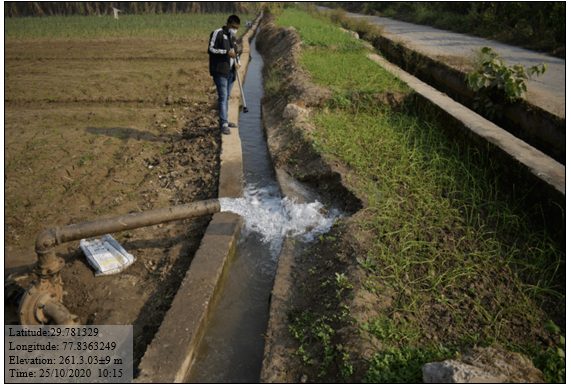 Latitude:29.781329
Longitude: 77.8363249
Elevation: 261.3.03±9 m
Time: 25/10/2020 10:15